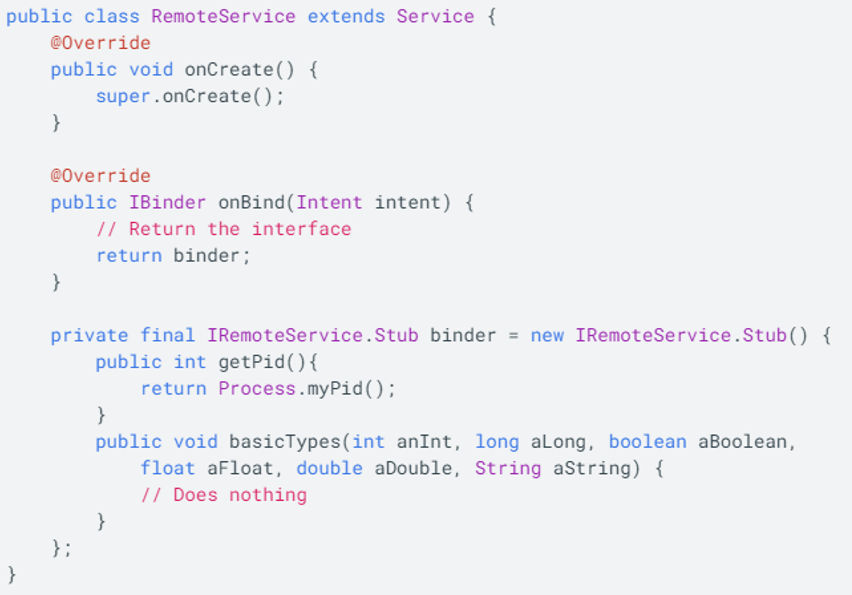 public class RemoteService extends Service {
    @Override
    public void onCreate() {
        super.onCreate();
    }

    @Override
    public IBinder onBind(Intent intent) {
        // Return the interface
        return binder;
    }

    private final IRemoteService.Stub binder = new IRemoteService.Stub() {
        public int getPid(){
            return Process.myPid();
        }
        public void basicTypes(int anInt, long aLong, boolean aBoolean,
            float aFloat, double aDouble, String aString) {
            // Does nothing
        }
    };
}